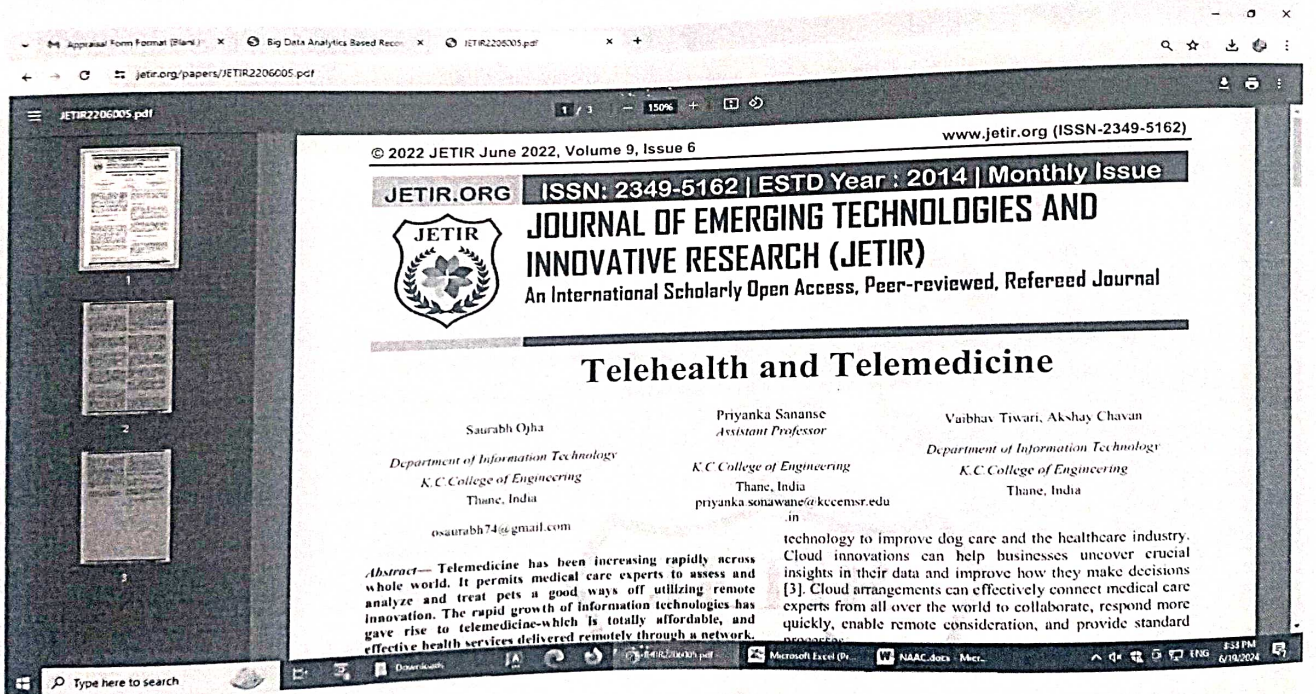 Appraisal Form Format (Blank)
Big Data Analytics Based Recon
JETIR2206005.pdf
jetir.org/papers/JETIR2206005.pdf
JETIR2206005.pdf
1 / 3
150%
© 2022 JETIR June 2022, Volume 9, Issue 6
www.jetir.org (ISSN-2349-5162)
JETIR.ORG
ISSN: 2349-5162 | ESTD Year : 2014 | Monthly Issue
JETIR
JOURNAL OF EMERGING TECHNOLOGIES AND
INNOVATIVE RESEARCH (JETIR)
An International Scholarly Open Access, Peer-reviewed, Refereed Journal
Telehealth and Telemedicine
Saurabh Ojha
Department of Information Technology
K.C.College of Engineering
Thane, India
osaurabh74@gmail.com
Priyanka Sananse
Assistant Professor
K.C.College of Engineering
Thane, India
priyanka.sonawane@kccemsr.edu
.in
Vaibhav Tiwari, Akshay Chavan
Department of Information Technology
K.C.College of Engineering
Thane, India
Abstract— Telemedicine has been increasing rapidly across
whole world. It permits medical care experts to assess and
analyze and treat pets a good ways off utilizing remote
innovation. The rapid growth of information technologies has
gave rise to telemedicine-which is totally affordable, and
effective health services delivered remotely through a network.
technology to improve dog care and the healthcare industry.
Cloud innovations can help businesses uncover crucial
insights in their data and improve how they make decisions
[3]. Cloud arrangements can effectively connect medical care
experts from all over the world to collaborate, respond more
quickly, enable remote consideration, and provide standard
1
2
3
Type here to search
Downloads
JETIR2206005.pdf
Microsoft Excel (Pr...
NAAC.docx - Micr...
ENG
5:53 PM
6/19/2024